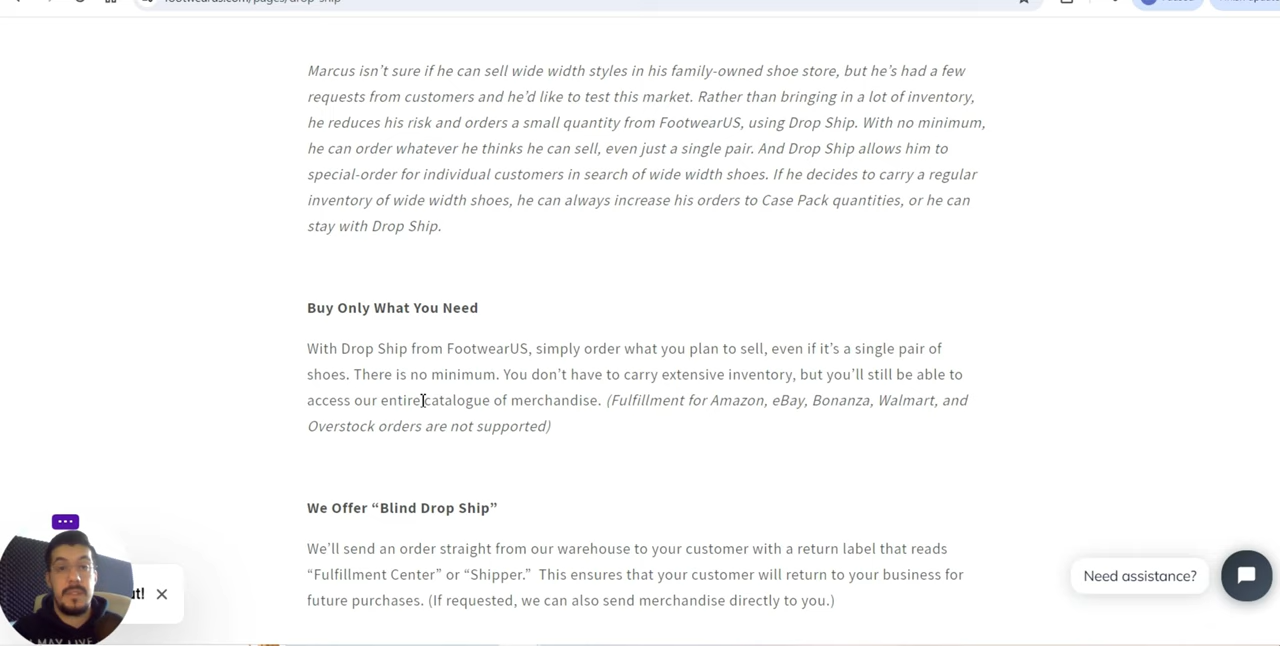 Marcus isn’t sure if he can sell wide width styles in his family-owned shoe store, but he’s had a few
requests from customers and he’d like to test this market. Rather than bringing in a lot of inventory,
he reduces his risk and orders a small quantity from FootwearUS, using Drop Ship. With no minimum,
he can order whatever he thinks he can sell, even just a single pair. And Drop Ship allows him to
special-order for individual customers in search of wide width shoes. If he decides to carry a regular
inventory of wide width shoes, he can always increase his orders to Case Pack quantities, or he can
stay with Drop Ship.
Buy Only What You Need
With Drop Ship from FootwearUS, simply order what you plan to sell, even if it’s a single pair of
shoes. There is no minimum. You don’t have to carry extensive inventory, but you’ll still be able to
access our entire catalogue of merchandise. (Fulfillment for Amazon, eBay, Bonanza, Walmart, and
Overstock orders are not supported)
We Offer “Blind Drop Ship”
We’ll send an order straight from our warehouse to your customer with a return label that reads
“Fulfillment Center” or “Shipper.” This ensures that your customer will return to your business for
future purchases. (If requested, we can also send merchandise directly to you.)
Need assistance?